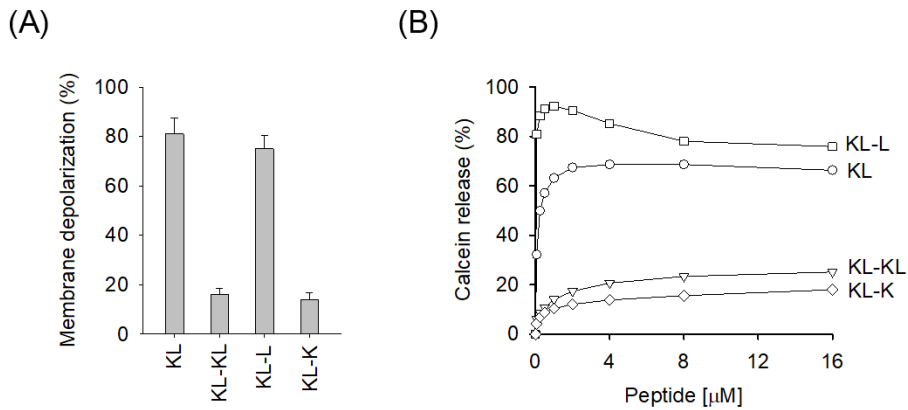 (A)
Membrane depolarization (%)
100
80
60
40
20
0
KL
KL-KL
KL-L
KL-K
(B)
Calcein release (%)
100
80
60
40
20
0
0
4
8
12
16
Peptide [μM]
KL-L
KL
KL-KL
KL-K